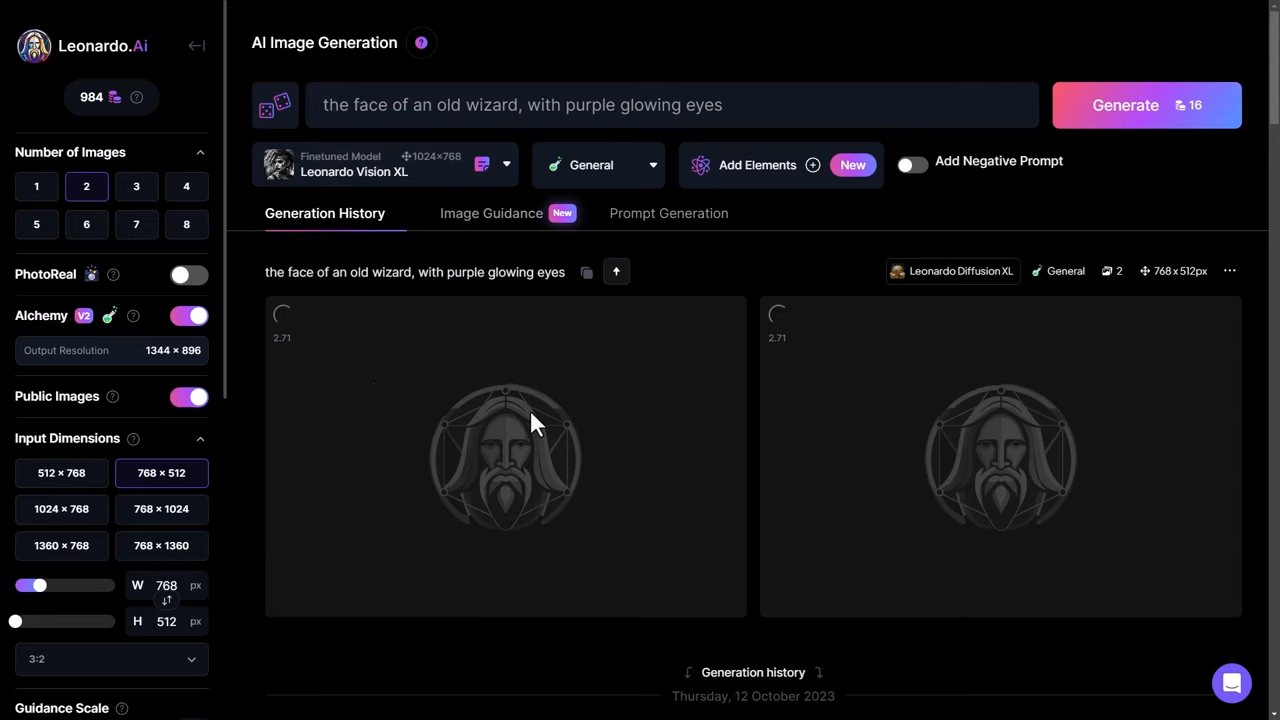 Leonardo.Ai
984
Number of Images
1 2 3 4
5 6 7 8
PhotoReal
Alchemy V2
Output Resolution 1344 × 896
Public Images
Input Dimensions
512 × 768 768 × 512
1024 × 768 768 × 1024
1360 × 768 768 × 1360
W 768 px
H 512 px
3:2
Guidance Scale
AI Image Generation ?
the face of an old wizard, with purple glowing eyes
Generate 16
Finetuned Model 1024×768
Leonardo Vision XL
General
Add Elements New
Add Negative Prompt
Generation History Image Guidance New Prompt Generation
the face of an old wizard, with purple glowing eyes
Leonardo Diffusion XL General 2 768 x 512px
2.71 2.71
Generation history
Thursday, 12 October 2023